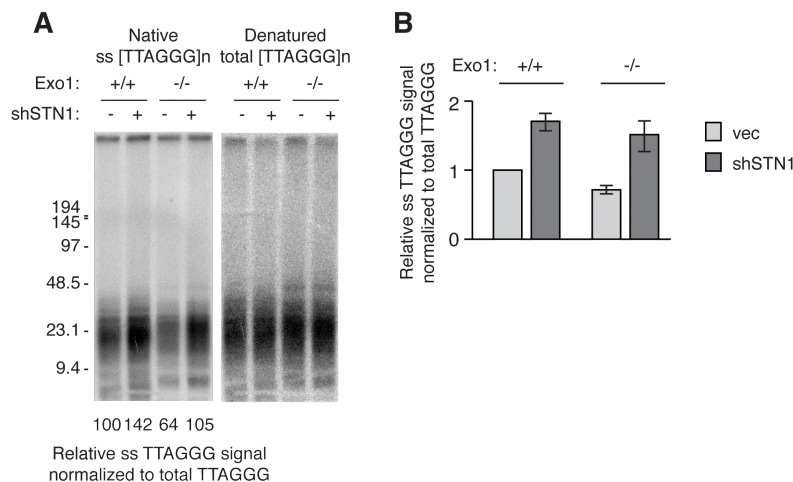 A
Native
ss [TTAGGG]n
Denatured
total [TTAGGG]n
Exo1: +/+ -/- +/+ -/-
shSTN1: - + - + - + - +
194
145
97
48.5
23.1
9.4
100 142 64 105
Relative ss TTAGGG signal
normalized to total TTAGGG
B
Exo1: +/+ -/-
Relative ss TTAGGG signal
normalized to total TTAGGG
2
1
0
vec
shSTN1